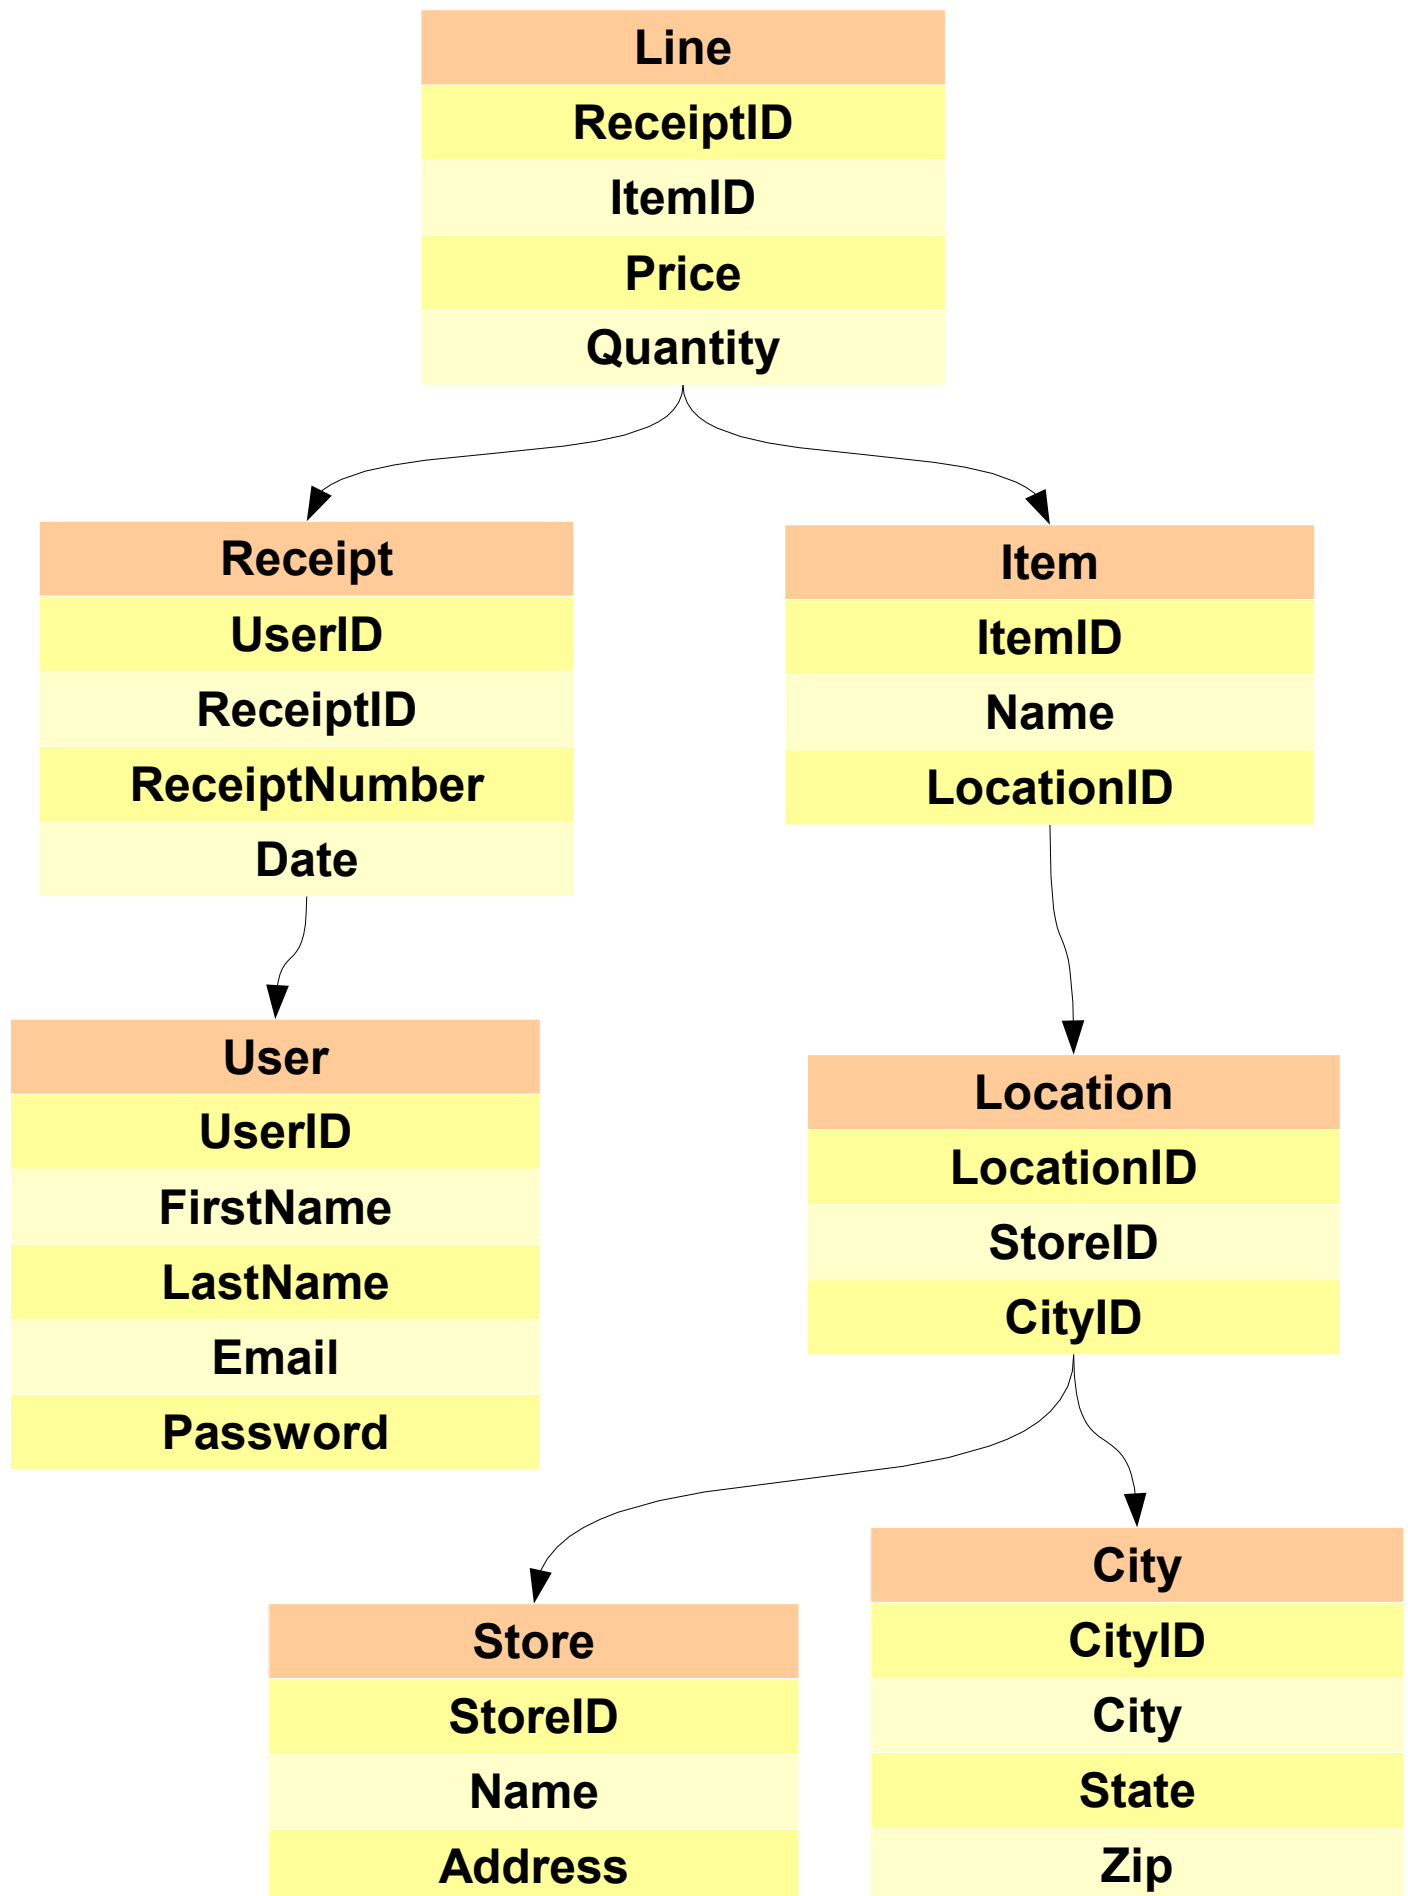 Line
ReceiptID
ItemID
Price
Quantity
Receipt
UserID
ReceiptID
ReceiptNumber
Date
Item
ItemID
Name
LocationID
User
UserID
FirstName
LastName
Email
Password
Location
LocationID
StoreID
CityID
Store
StoreID
Name
Address
City
CityID
City
State
Zip